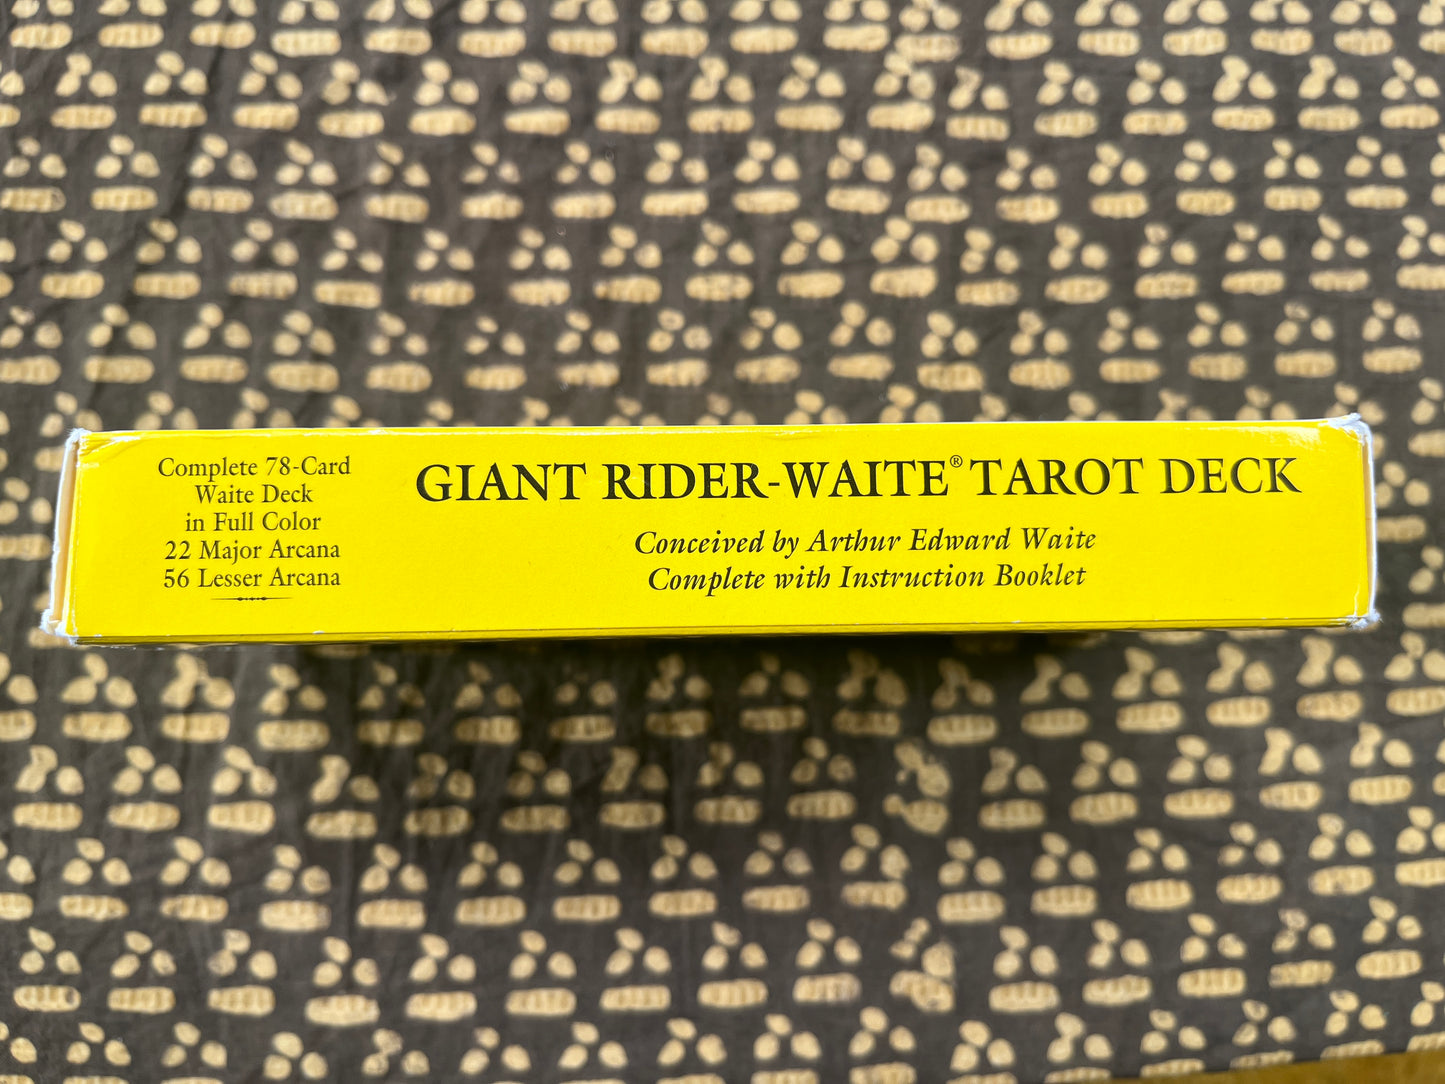 Complete 78-Card
Waite Deck
in Full Color
22 Major Arcana
56 Lesser Arcana
GIANT RIDER-WAITE® TAROT DECK
Conceived by Arthur Edward Waite
Complete with Instruction Booklet